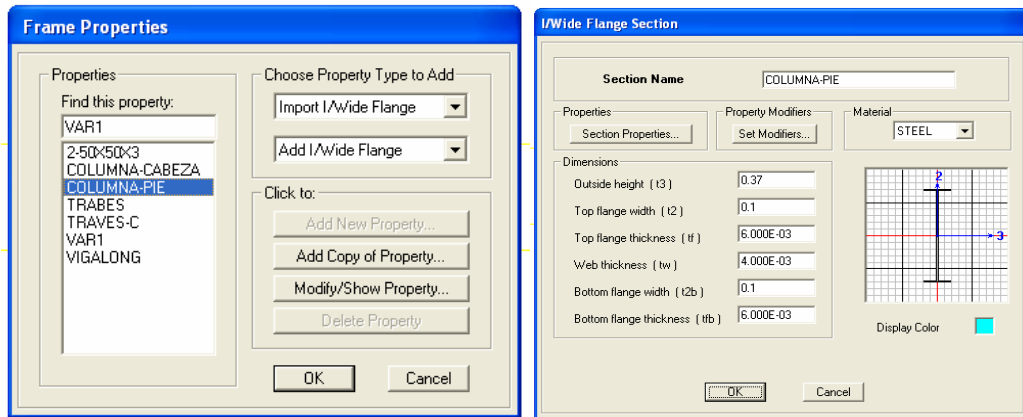 Frame Properties
Properties
Find this property:
VAR1
2-50X50X3
COLUMNA-CABEZA
COLUMNA-PIE
TRABES
TRAVES-C
VAR1
VIGALONG
Choose Property Type to Add
Import I/Wide Flange
Add I/Wide Flange
Click to:
Add New Property...
Add Copy of Property...
Modify/Show Property...
Delete Property
OK Cancel
I/Wide Flange Section
Section Name COLUMNA-PIE
Properties
Section Properties...
Property Modifiers
Set Modifiers...
Material
STEEL
Dimensions
Outside height ( t3 ) 0.37
Top flange width ( t2 ) 0.1
Top flange thickness ( tf ) 6.000E-03
Web thickness ( tw ) 4.000E-03
Bottom flange width ( t2b ) 0.1
Bottom flange thickness ( tfb ) 6.000E-03
2
3
Display Color
OK Cancel